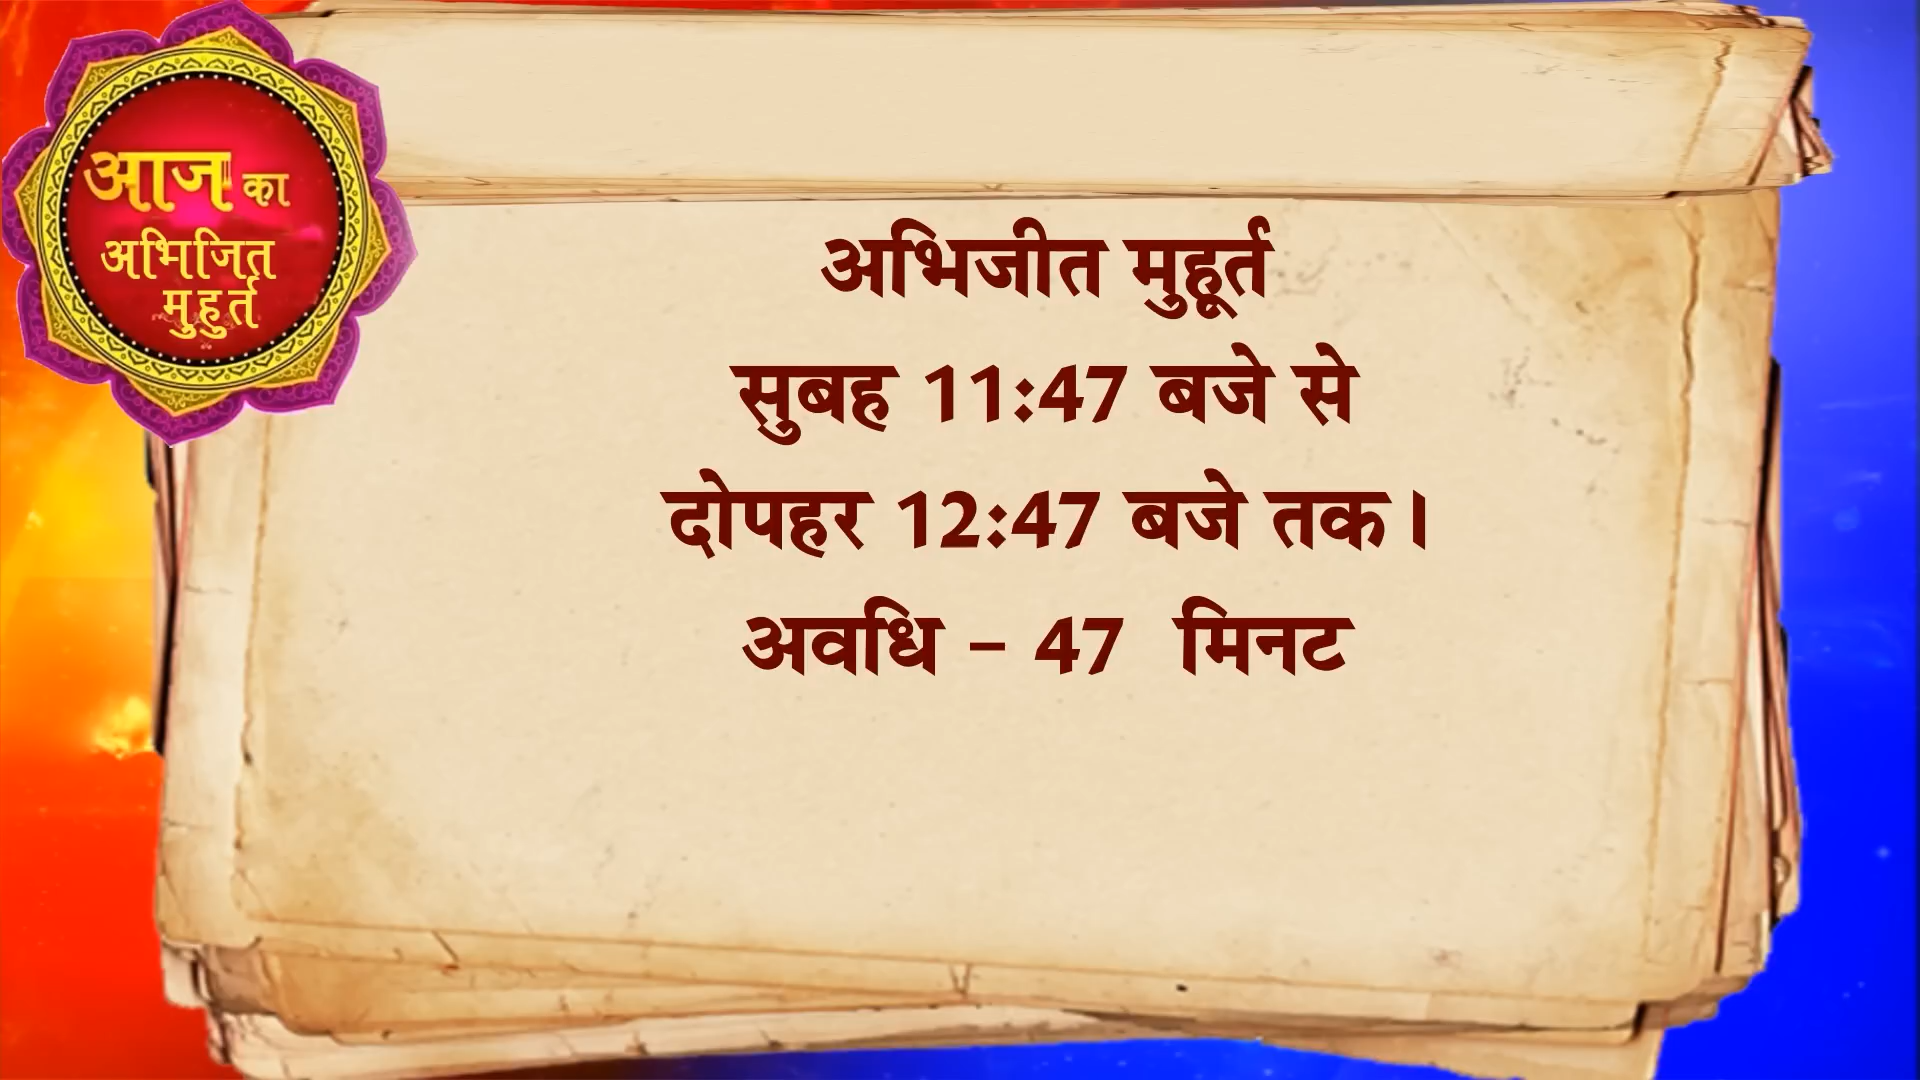 आज का
अभिजित
मुहुर्त
अभिजीत मुहूर्त
सुबह 11:47 बजे से
दोपहर 12:47 बजे तक।
अवधि - 47 मिनट